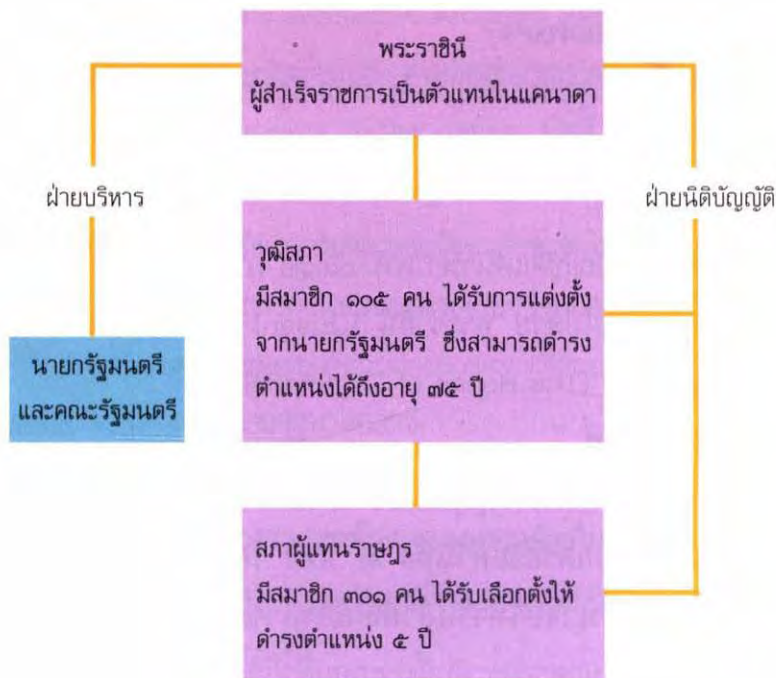 พระราชินี
ผู้สำเร็จราชการเป็นตัวแทนในแคนาดา
ฝ่ายบริหาร
ฝ่ายนิติบัญญัติ
วุฒิสภา
มีสมาชิก ๑๐๕ คน ได้รับการแต่งตั้ง
จากนายกรัฐมนตรี ซึ่งสามารถดำรง
ตำแหน่งได้ถึงอายุ ๗๕ ปี
นายกรัฐมนตรี
และคณะรัฐมนตรี
สภาผู้แทนราษฎร
มีสมาชิก ๓๐๑ คน ได้รับเลือกตั้งให้
ดำรงตำแหน่ง ๕ ปี